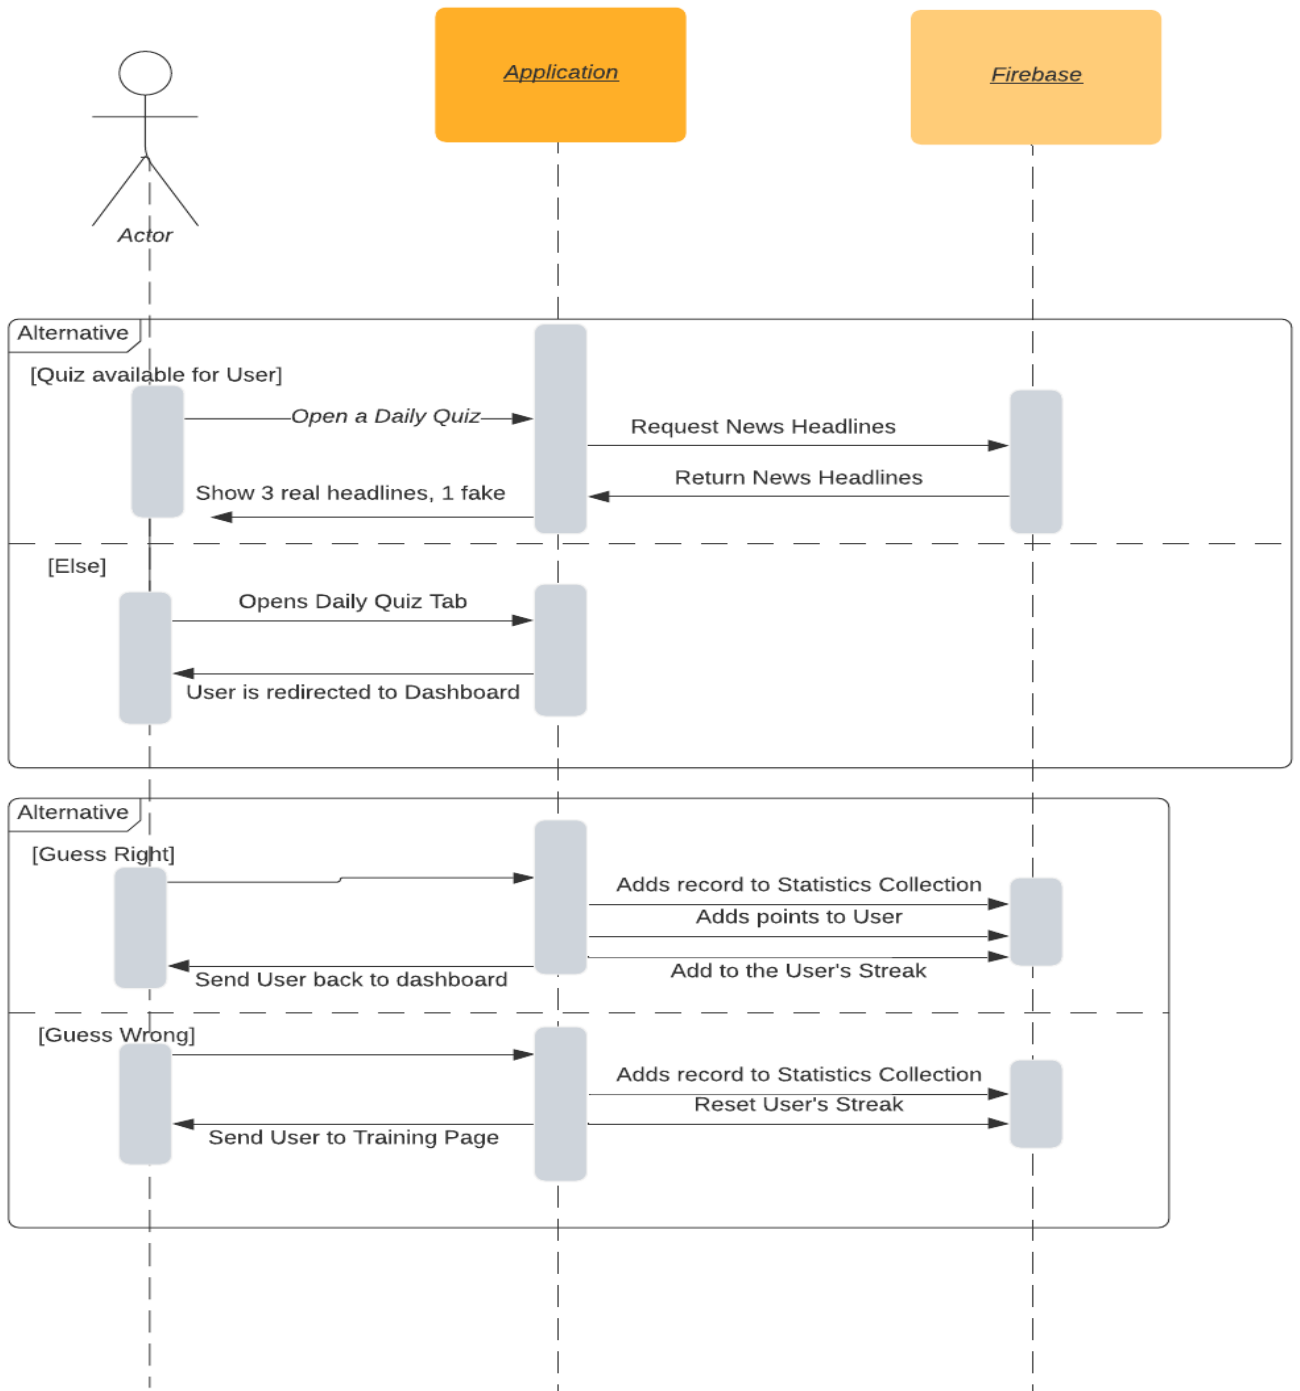 Application
Firebase
Actor
Alternative
[Quiz available for User]
Open a Daily Quiz
Request News Headlines
Return News Headlines
Show 3 real headlines, 1 fake
[Else]
Opens Daily Quiz Tab
User is redirected to Dashboard
Alternative
[Guess Right]
Adds record to Statistics Collection
Adds points to User
Add to the User's Streak
Send User back to dashboard
[Guess Wrong]
Adds record to Statistics Collection
Reset User's Streak
Send User to Training Page